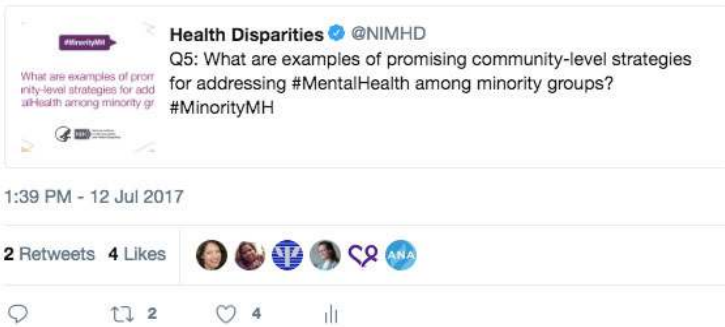 #MinorityMH
What are examples of prom
nity-level strategies for add
alHealth among minority gr
Health Disparities @NIMHD
Q5: What are examples of promising community-level strategies
for addressing #MentalHealth among minority groups?
#MinorityMH
1:39 PM - 12 Jul 2017
2 Retweets 4 Likes
ANA
2 4